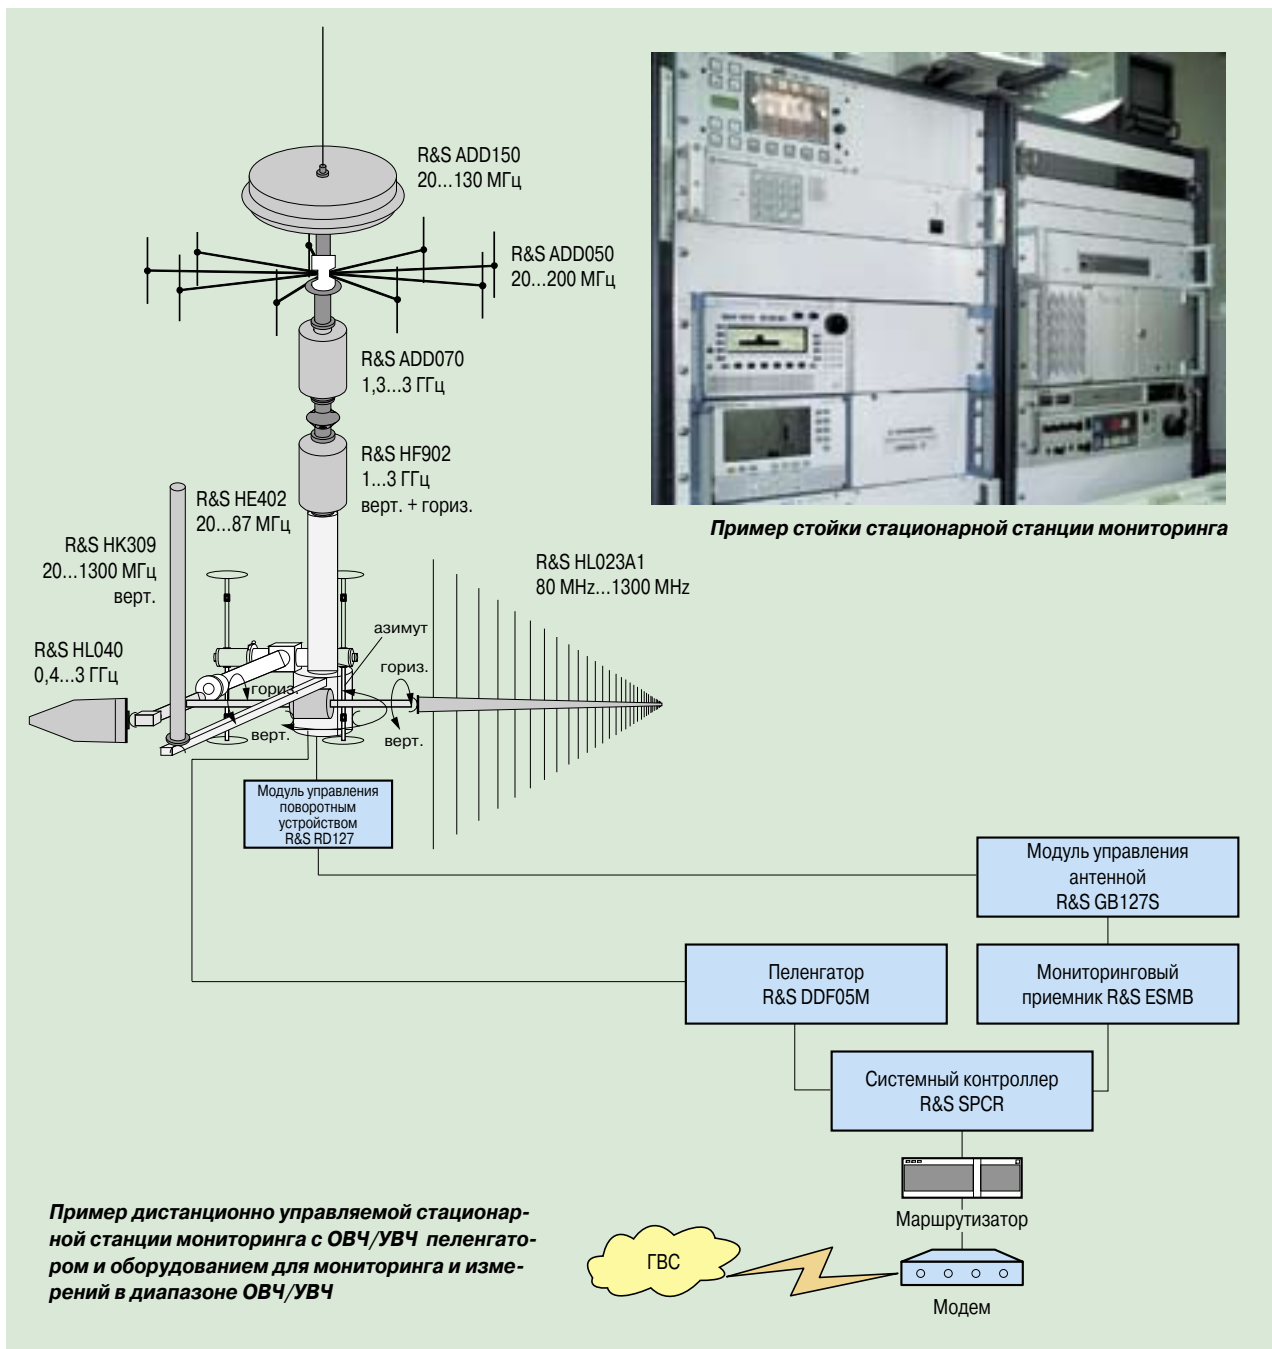 R&S ADD150
20...130 МГц
R&S ADD050
20...200 МГц
R&S ADD070
1,3...3 ГГц
R&S HF902
1...3 ГГц
верт. + гориз.
Пример стойки стационарной станции мониторинга
R&S HE402
20...87 МГц
R&S HK309
20...1300 МГц
верт.
R&S HL023A1
80 MHz...1300 MHz
R&S HL040
0,4...3 ГГц
азимут
гориз.
гориз.
верт.
верт.
Модуль управления
поворотным
устройством
R&S RD127
Модуль управления
антенной
R&S GB127S
Пеленгатор
R&S DDF05M
Мониторинговый
приемник R&S ESMB
Системный контроллер
R&S SPCR
Маршрутизатор
ГВС
Модем
Пример дистанционно управляемой стационар-
ной станции мониторинга с ОВЧ/УВЧ пеленгато-
ром и оборудованием для мониторинга и изме-
рений в диапазоне ОВЧ/УВЧ